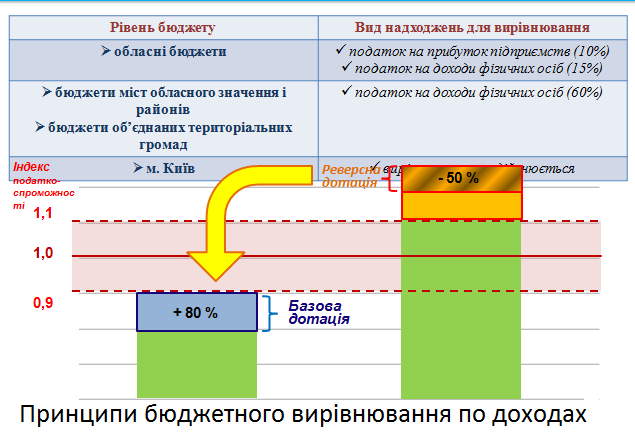 Рівень бюджету
Вид надходжень для вирівнювання
➢ обласні бюджети
✓ податок на прибуток підприємств (10%)
✓ податок на доходи фізичних осіб (15%)
➢ бюджети міст обласного значення і
районів
➢ бюджети об’єднаних територіальних
громад
✓ податок на доходи фізичних осіб (60%)
➢ м. Київ
Індекс
податко-
спроможнос
ті
Реверсна
дотація
- 50 %
1,1
1,0
0,9
+ 80 %
Базова
дотація
Принципи бюджетного вирівнювання по доходах